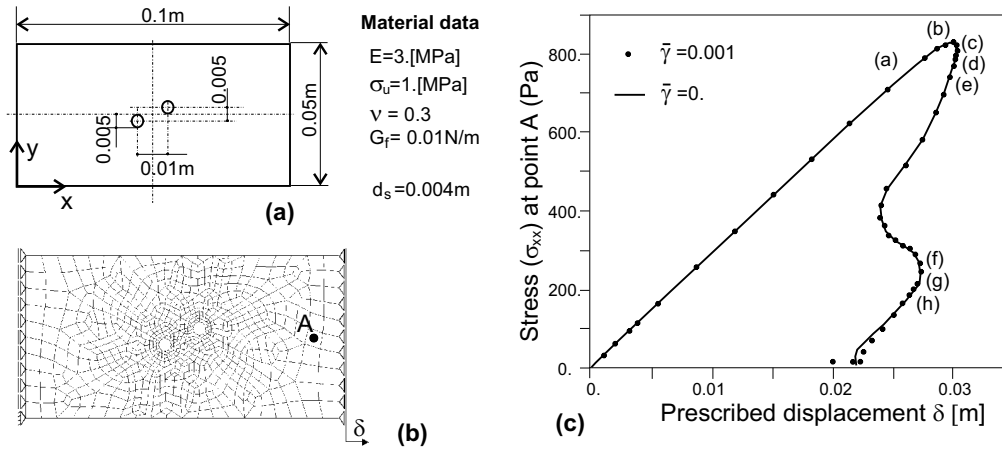 (a)
0.1m
0.005
0.005
0.01m
0.05m
y
x
(a)
Material data
E=3.[MPa]
σu=1.[MPa]
ν = 0.3
Gf= 0.01N/m
ds=0.004m
A
δ
(b)
Stress (σxx) at point A (Pa)
800.
600.
400.
200.
0.
γ̄=0.001
γ̄=0.
(a)
(b)
(c)
(d)
(e)
(f)
(g)
(h)
0.
0.01
0.02
0.03
Prescribed displacement δ [m]
(c)